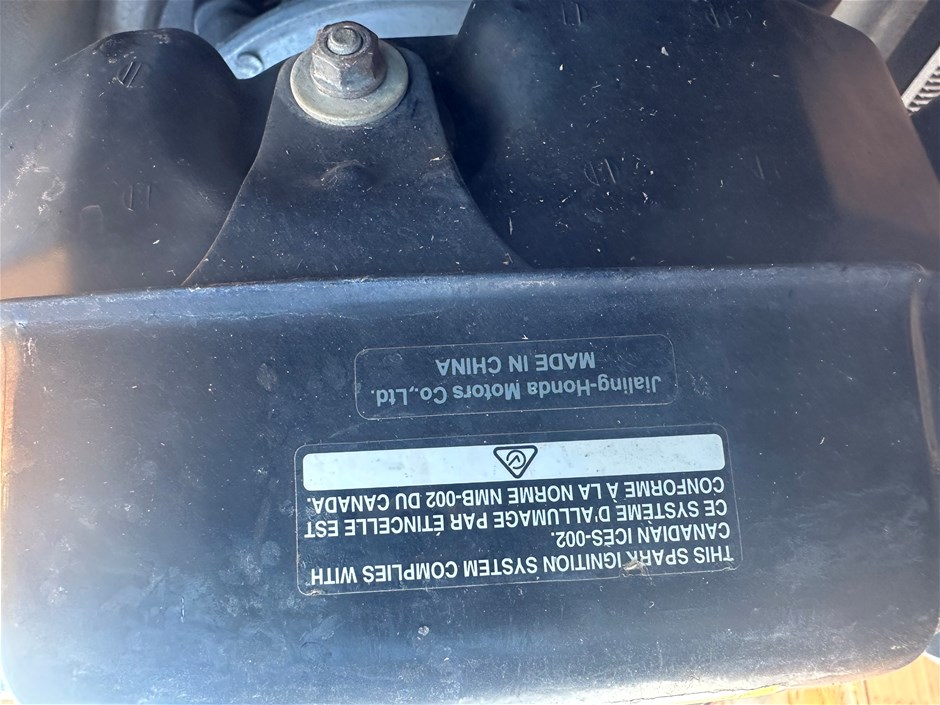 THIS SPARK IGNITION SYSTEM COMPLIES WITH
CANADIAN ICES-002.
CE SYSTÈME D'ALLUMAGE PAR ÉTINCELLE EST
CONFORME À LA NORME NMB-002 DU CANADA.
Jialing-Honda Motors Co.,Ltd.
MADE IN CHINA